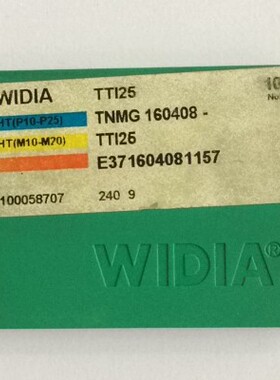 WIDIA TTI25
HT(P10-P25) TNMG 160408 -
HT(M10-M20) TTI25
E371604081157
100058707 240 9
WIDIA®